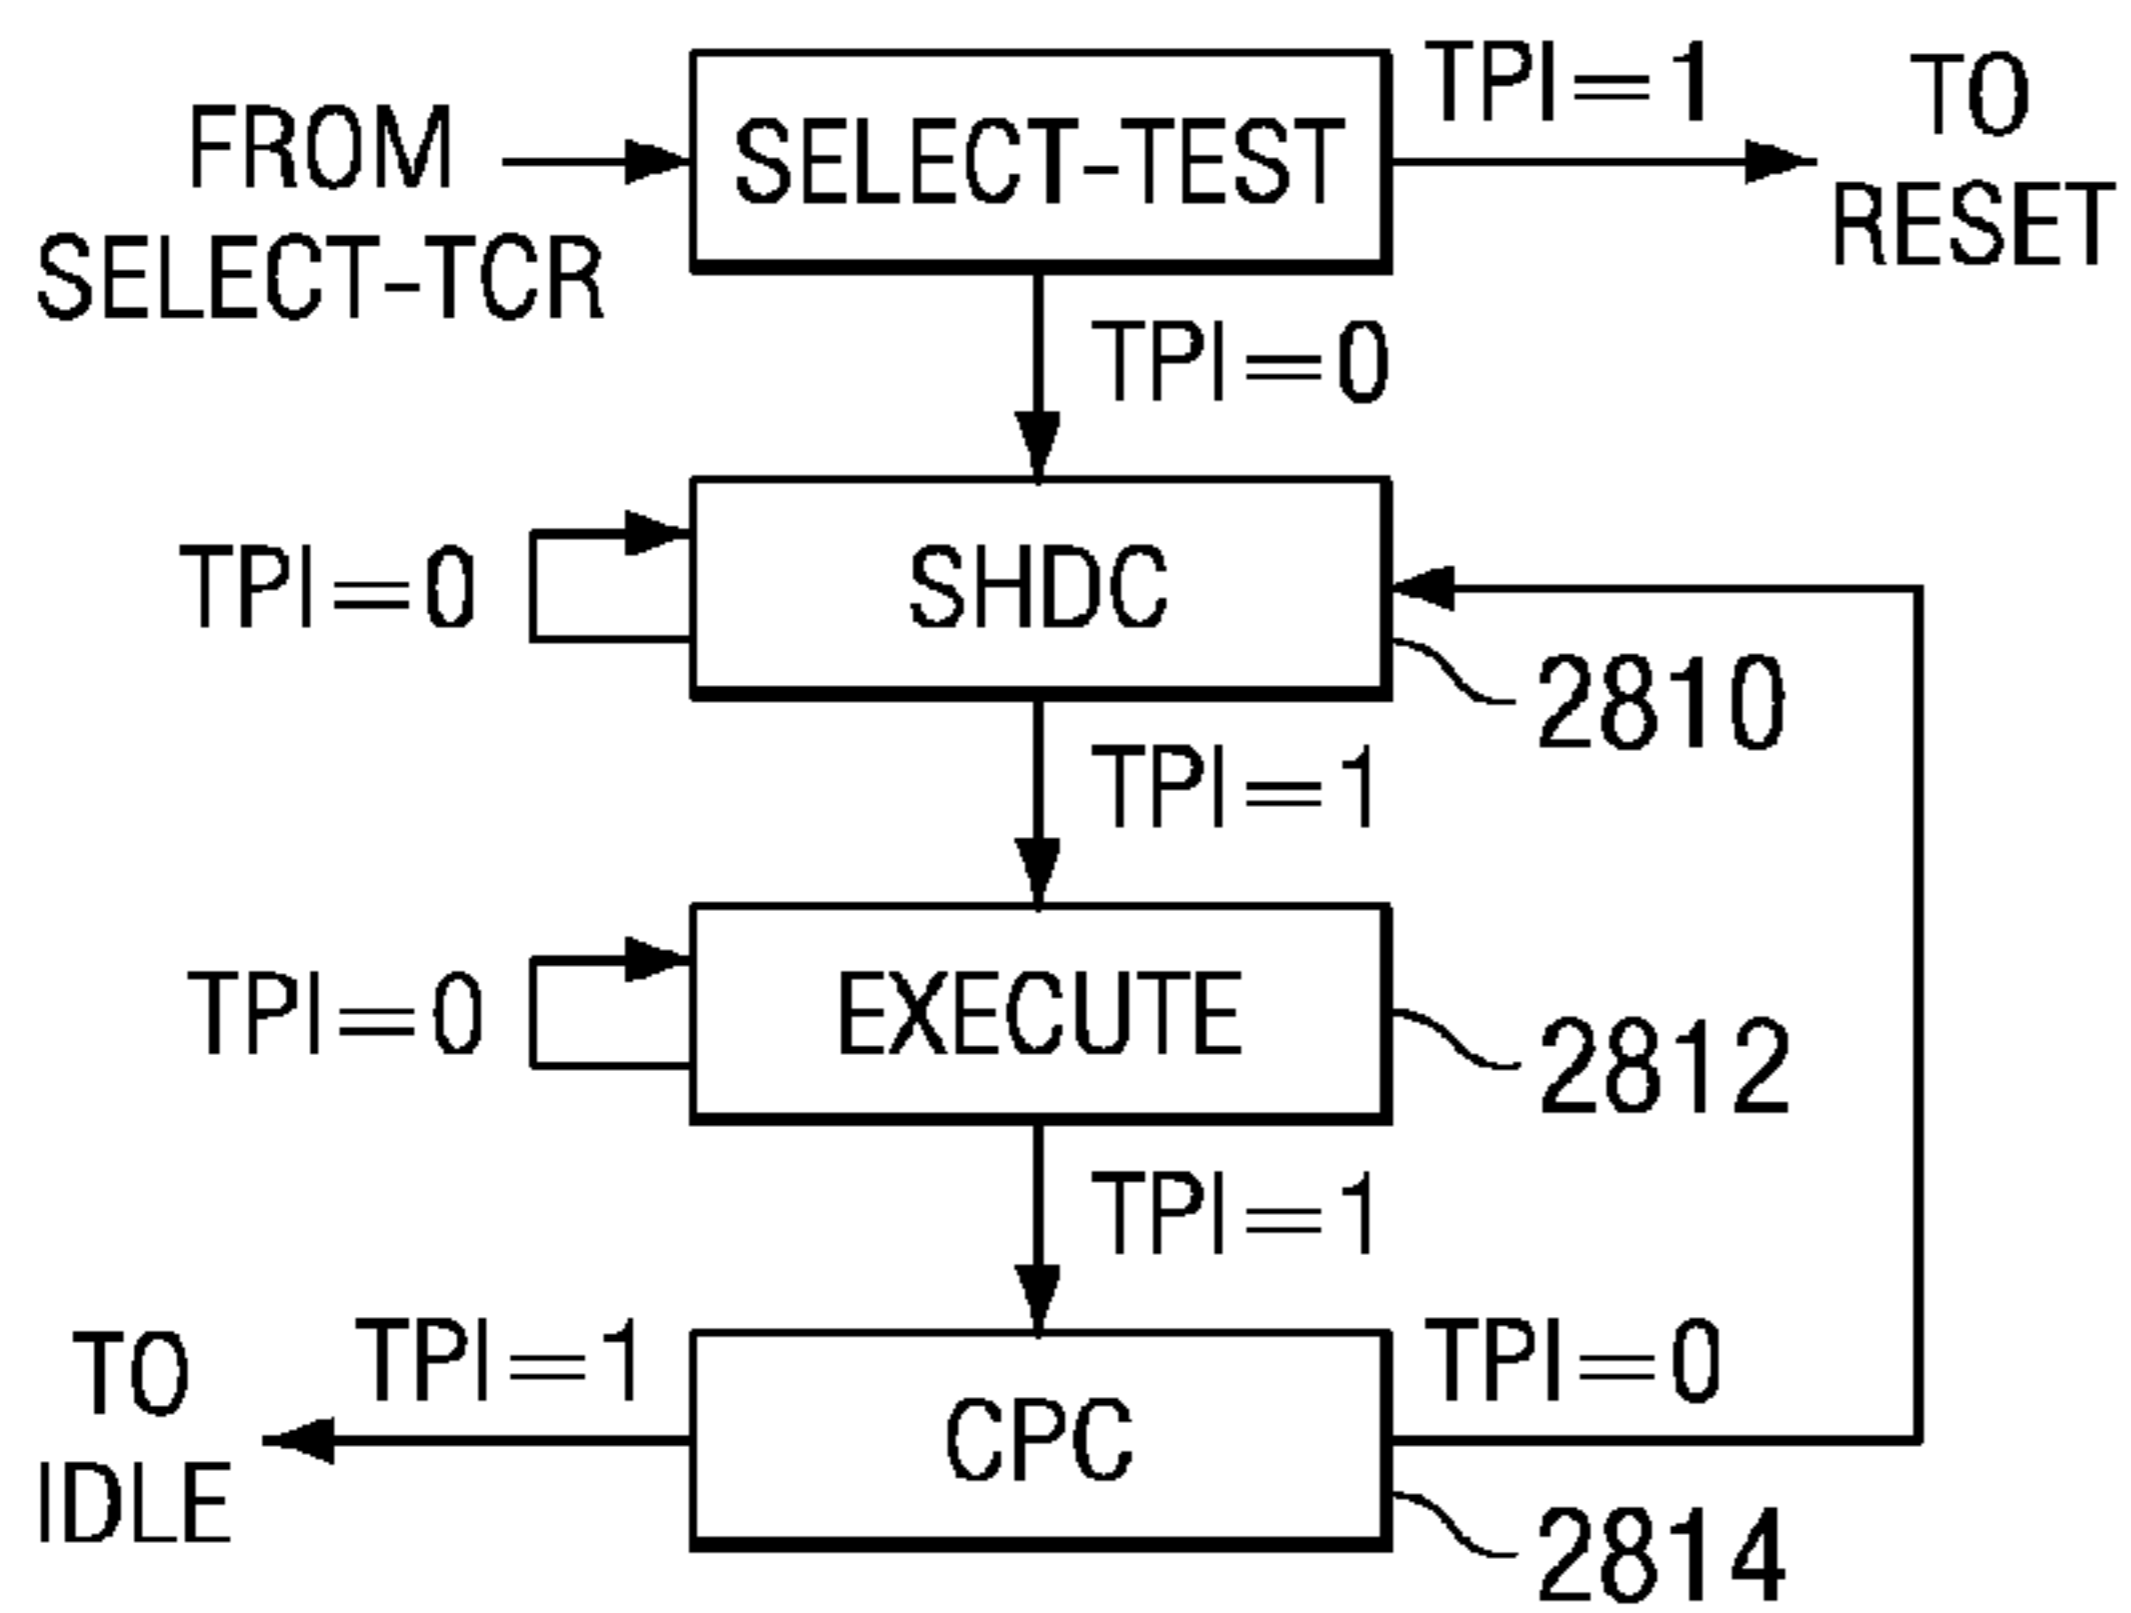 FROM
SELECT-TCR
SELECT-TEST
TPI=1
TO
RESET
TPI=0
TPI=0
SHDC
2810
TPI=1
TPI=0
EXECUTE
2812
TPI=1
TO
IDLE
TPI=1
CPC
TPI=0
2814